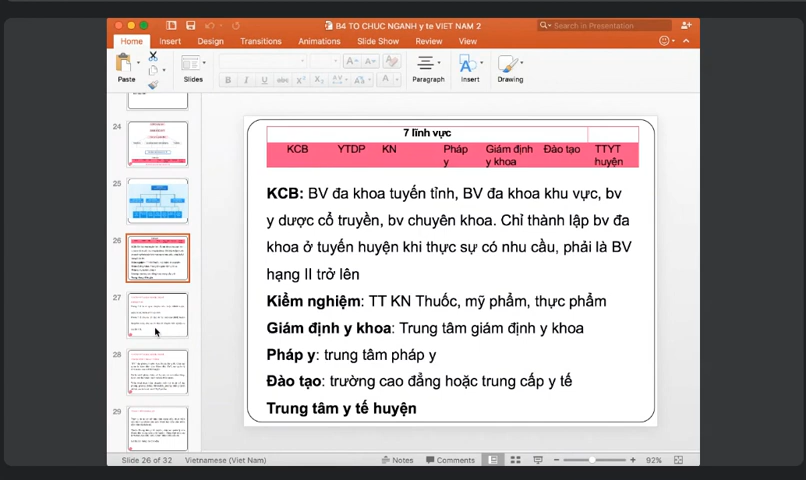 B4 TO CHUC NGANH y te VIET NAM 2
Search in Presentation
Home Insert Design Transitions Animations Slide Show Review View
Paste Slides Paragraph Insert Drawing
B I U abc X² X₂ AV Aa A
24
25
26
27
28
29
7 lĩnh vực
KCB YTDP KN Pháp y Giám định y khoa Đào tạo TTYT huyện
KCB: BV đa khoa tuyến tỉnh, BV đa khoa khu vực, bv
y dược cổ truyền, bv chuyên khoa. Chỉ thành lập bv đa
khoa ở tuyến huyện khi thực sự có nhu cầu, phải là BV
hạng II trở lên
Kiểm nghiệm: TT KN Thuốc, mỹ phẩm, thực phẩm
Giám định y khoa: Trung tâm giám định y khoa
Pháp y: trung tâm pháp y
Đào tạo: trường cao đẳng hoặc trung cấp y tế
Trung tâm y tế huyện
Slide 26 of 32 Vietnamese (Viet Nam) Notes Comments 92%